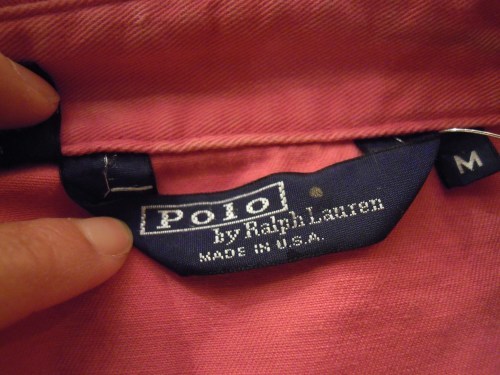 Polo
by Ralph Lauren
MADE IN U.S.A.
M